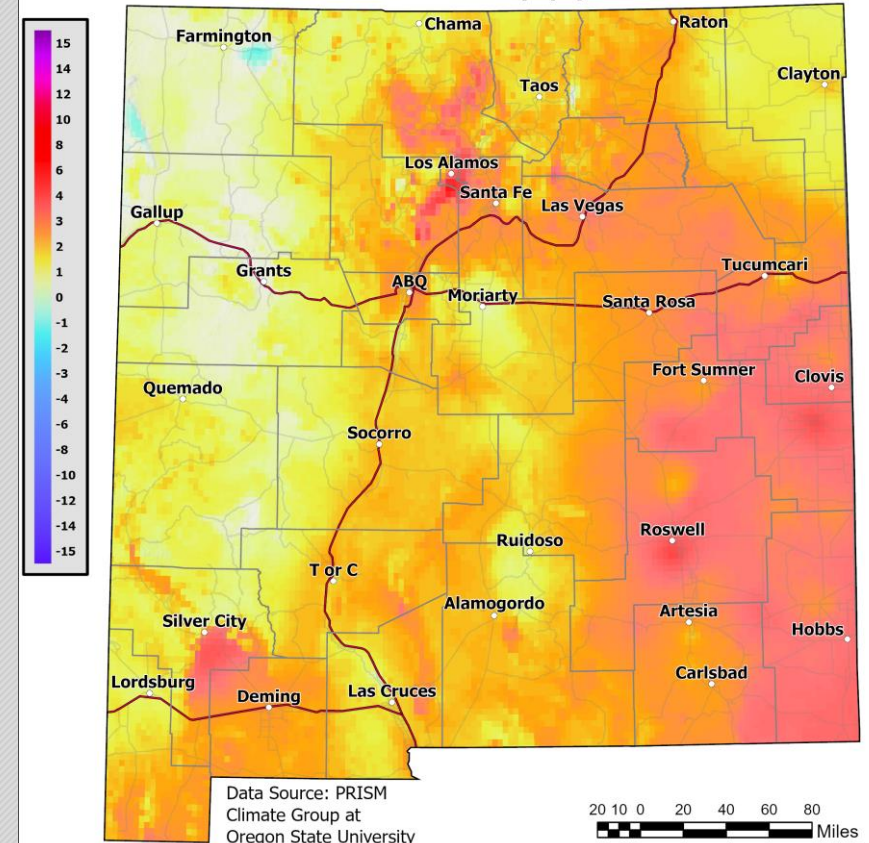 15
14
12
10
8
6
4
3
2
1
0
-1
-2
-3
-4
-6
-8
-10
-12
-14
-15
Chama
Raton
Farmington
Taos
Clayton
Los Alamos
Santa Fe
Las Vegas
Gallup
Grants
ABQ
Moriarty
Tucumcari
Santa Rosa
Quemado
Fort Sumner
Clovis
Socorro
Ruidoso
Roswell
T or C
Alamogordo
Artesia
Silver City
Hobbs
Lordsburg
Deming
Las Cruces
Carlsbad
Data Source: PRISM
Climate Group at
Oregon State University
20 10 0 20 40 60 80
Miles